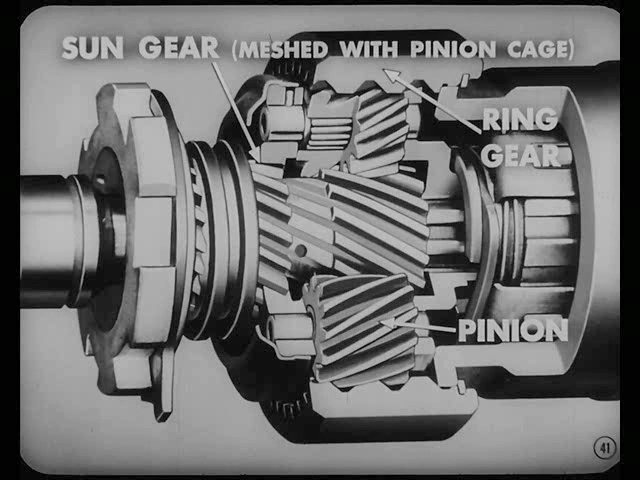 SUN GEAR (MESHED WITH PINION CAGE)
RING
GEAR
PINION
41